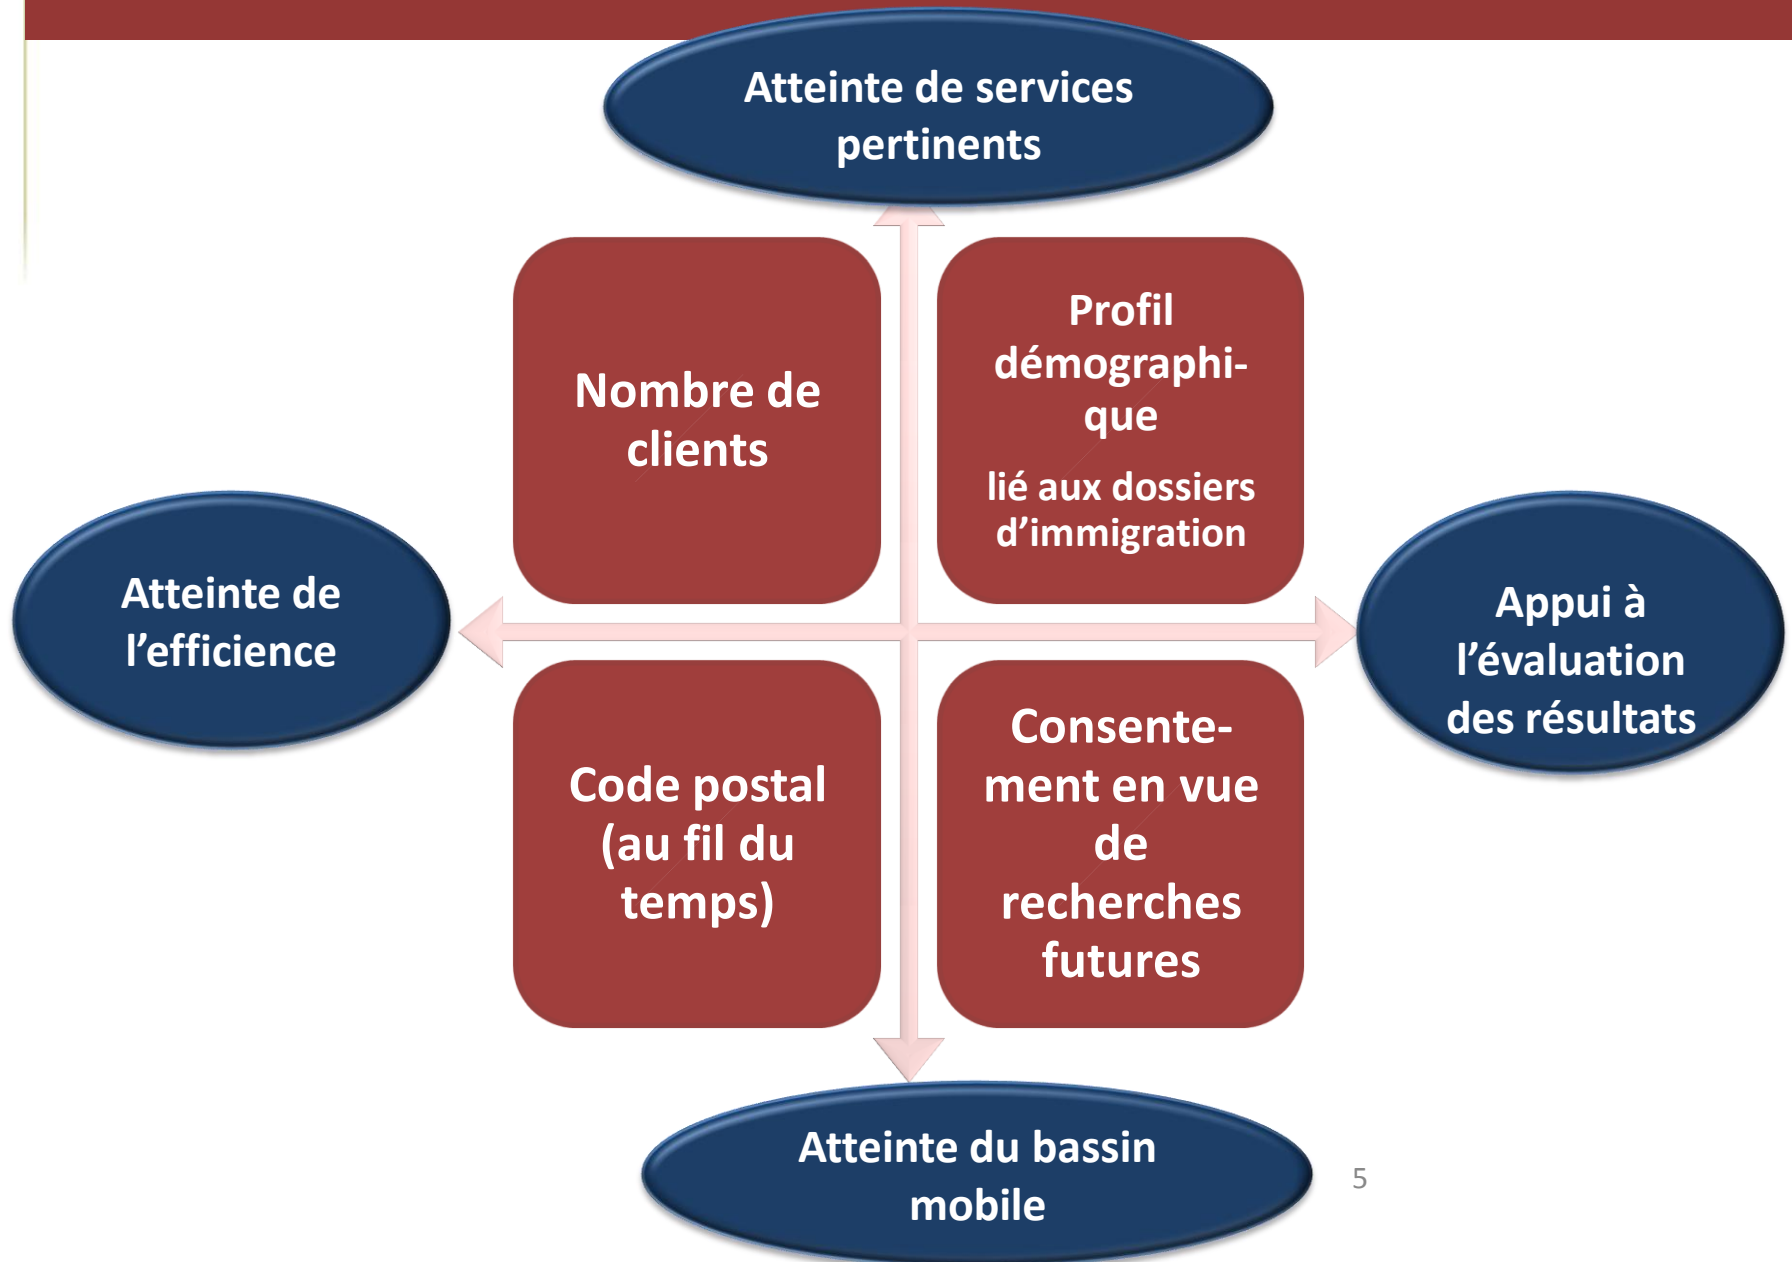 Atteinte de services
pertinents
Nombre de
clients
Profil
démographi-
que
lié aux dossiers
d’immigration
Atteinte de
l’efficience
Appui à
l’évaluation
des résultats
Code postal
(au fil du
temps)
Consente-
ment en vue
de
recherches
futures
Atteinte du bassin
mobile
5